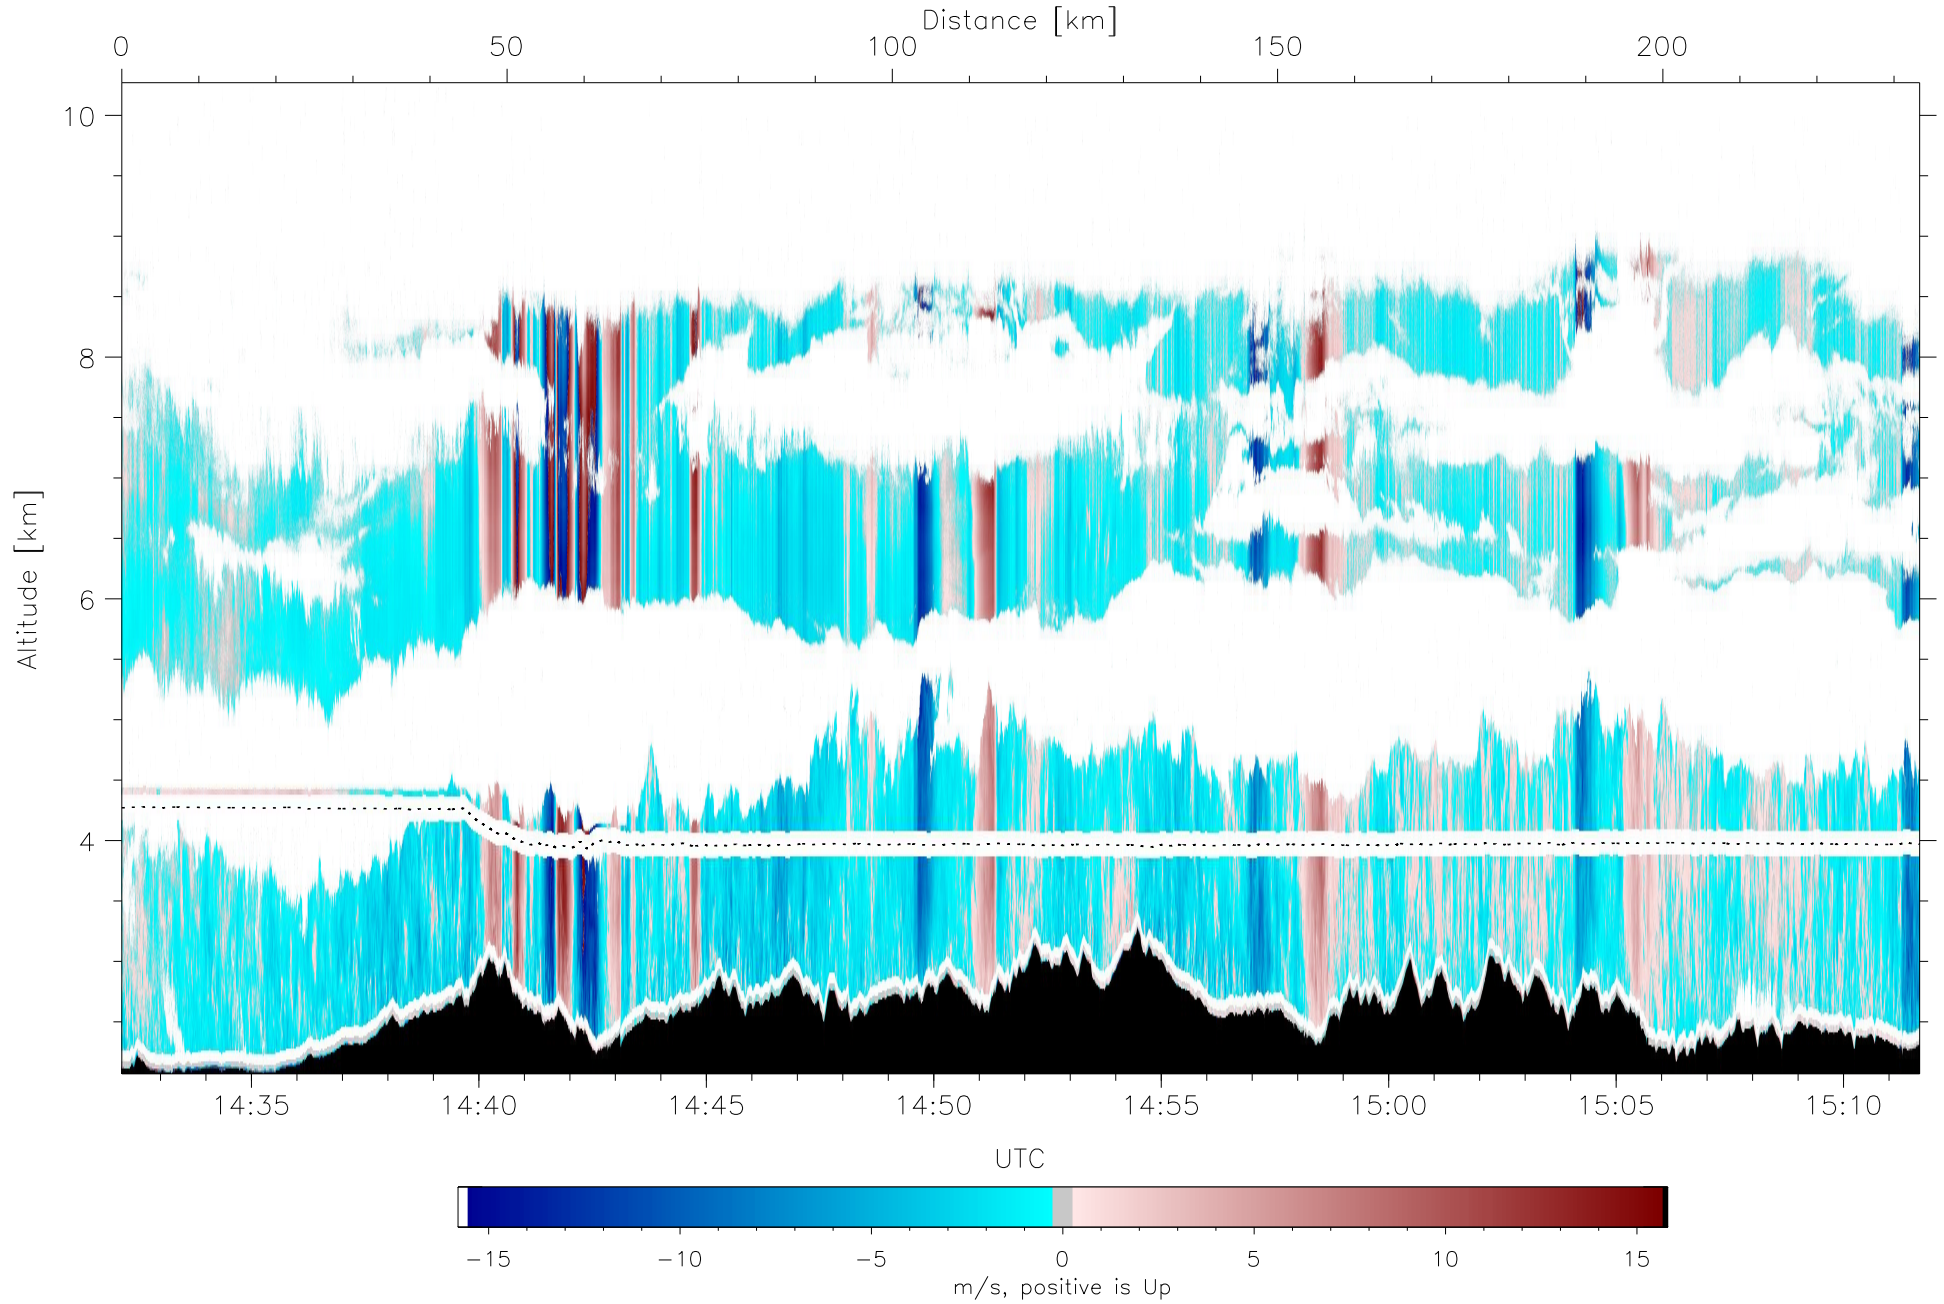 Distance [km]
0 50 100 150 200
10
8
6
4
Altitude [km]
14:35 14:40 14:45 14:50 14:55 15:00 15:05 15:10
UTC
−15 −10 −5 0 5 10 15
m/s, positive is Up